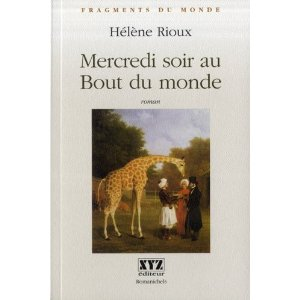 FRAGMENTS DU MONDE
Hélène Rioux
Mercredi soir au
Bout du monde
roman
XYZ
éditeur
Romanichels